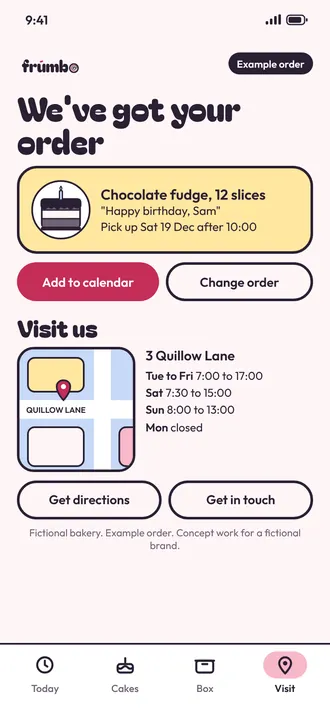 9:41
frúmbo
Example order
We've got your
order
Chocolate fudge, 12 slices
"Happy birthday, Sam"
Pick up Sat 19 Dec after 10:00
Add to calendar
Change order
Visit us
QUILLOW LANE
3 Quillow Lane
Tue to Fri 7:00 to 17:00
Sat 7:30 to 15:00
Sun 8:00 to 13:00
Mon closed
Get directions
Get in touch
Fictional bakery. Example order. Concept work for a fictional
brand.
Today
Cakes
Box
Visit